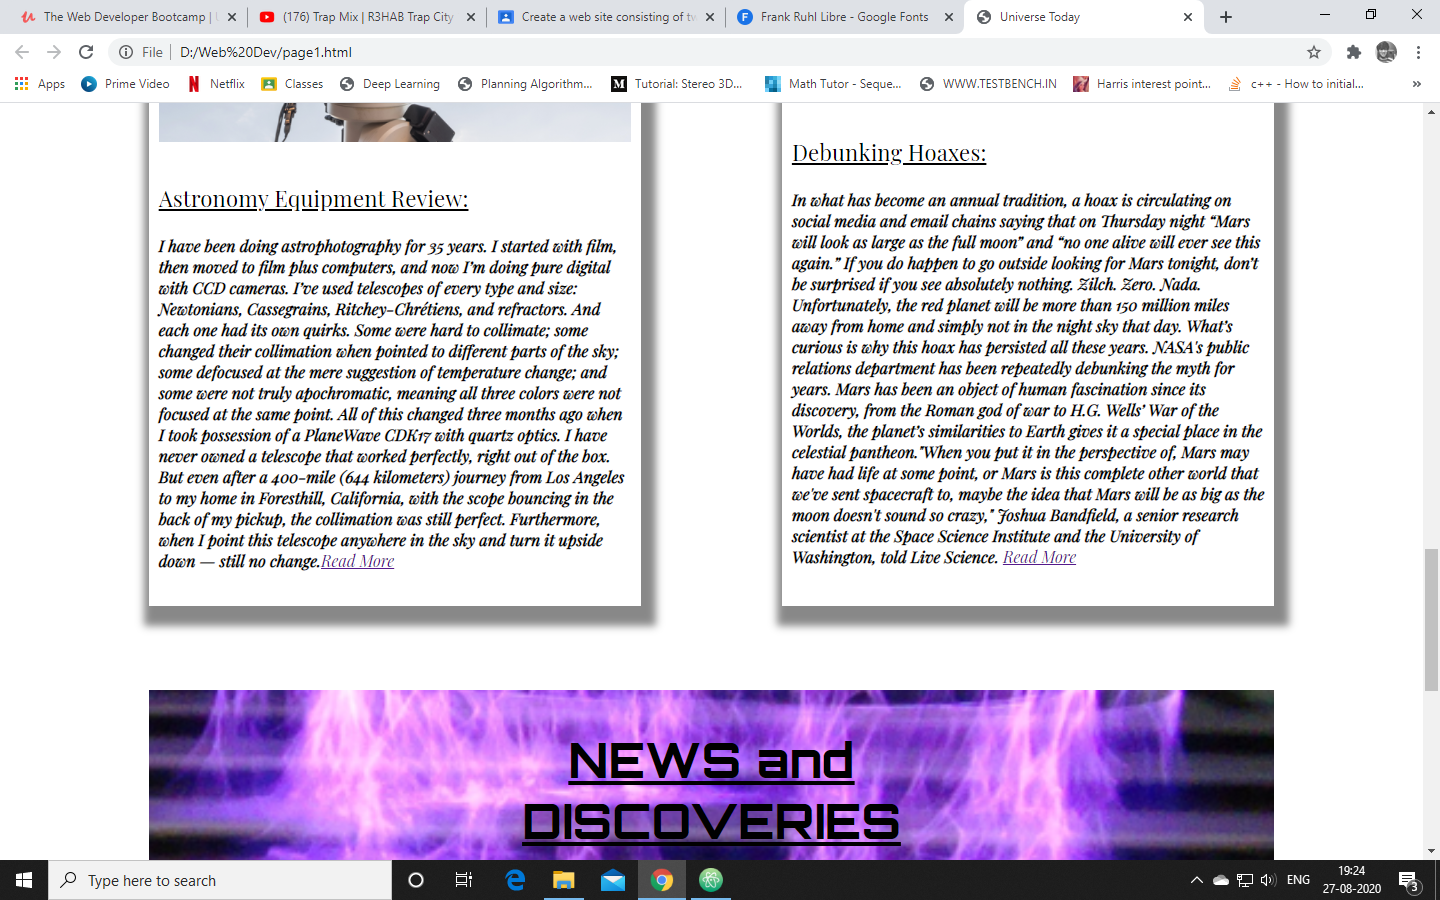 The Web Developer Bootcamp |
(176) Trap Mix | R3HAB Trap City
Create a web site consisting of tw
Frank Ruhl Libre - Google Fonts
Universe Today
File
D:/Web%20Dev/page1.html
Apps
Prime Video
Netflix
Classes
Deep Learning
Planning Algorithm...
Tutorial: Stereo 3D...
Math Tutor - Seque...
WWW.TESTBENCH.IN
Harris interest point...
c++ - How to initial...
»
Astronomy Equipment Review:
I have been doing astrophotography for 35 years. I started with film,
then moved to film plus computers, and now I’m doing pure digital
with CCD cameras. I’ve used telescopes of every type and size:
Newtonians, Cassegrains, Ritchey-Chrétiens, and refractors. And
each one had its own quirks. Some were hard to collimate; some
changed their collimation when pointed to different parts of the sky;
some defocused at the mere suggestion of temperature change; and
some were not truly apochromatic, meaning all three colors were not
focused at the same point. All of this changed three months ago when
I took possession of a PlaneWave CDK17 with quartz optics. I have
never owned a telescope that worked perfectly, right out of the box.
But even after a 400-mile (644 kilometers) journey from Los Angeles
to my home in Foresthill, California, with the scope bouncing in the
back of my pickup, the collimation was still perfect. Furthermore,
when I point this telescope anywhere in the sky and turn it upside
down — still no change.Read More
Debunking Hoaxes:
In what has become an annual tradition, a hoax is circulating on
social media and email chains saying that on Thursday night “Mars
will look as large as the full moon” and “no one alive will ever see this
again.” If you do happen to go outside looking for Mars tonight, don’t
be surprised if you see absolutely nothing. Zilch. Zero. Nada.
Unfortunately, the red planet will be more than 150 million miles
away from home and simply not in the night sky that day. What’s
curious is why this hoax has persisted all these years. NASA's public
relations department has been repeatedly debunking the myth for
years. Mars has been an object of human fascination since its
discovery, from the Roman god of war to H.G. Wells’ War of the
Worlds, the planet’s similarities to Earth gives it a special place in the
celestial pantheon."When you put it in the perspective of, Mars may
have had life at some point, or Mars is this complete other world that
we've sent spacecraft to, maybe the idea that Mars will be as big as the
moon doesn't sound so crazy," Joshua Bandfield, a senior research
scientist at the Space Science Institute and the University of
Washington, told Live Science. Read More
NEWS and
DISCOVERIES
Type here to search
ENG
19:24
27-08-2020
3